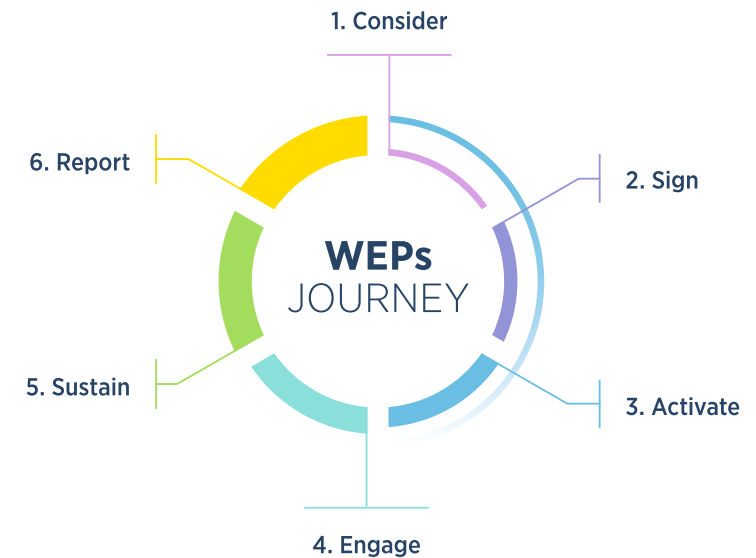 1. Consider
2. Sign
3. Activate
4. Engage
5. Sustain
6. Report
WEPs
JOURNEY